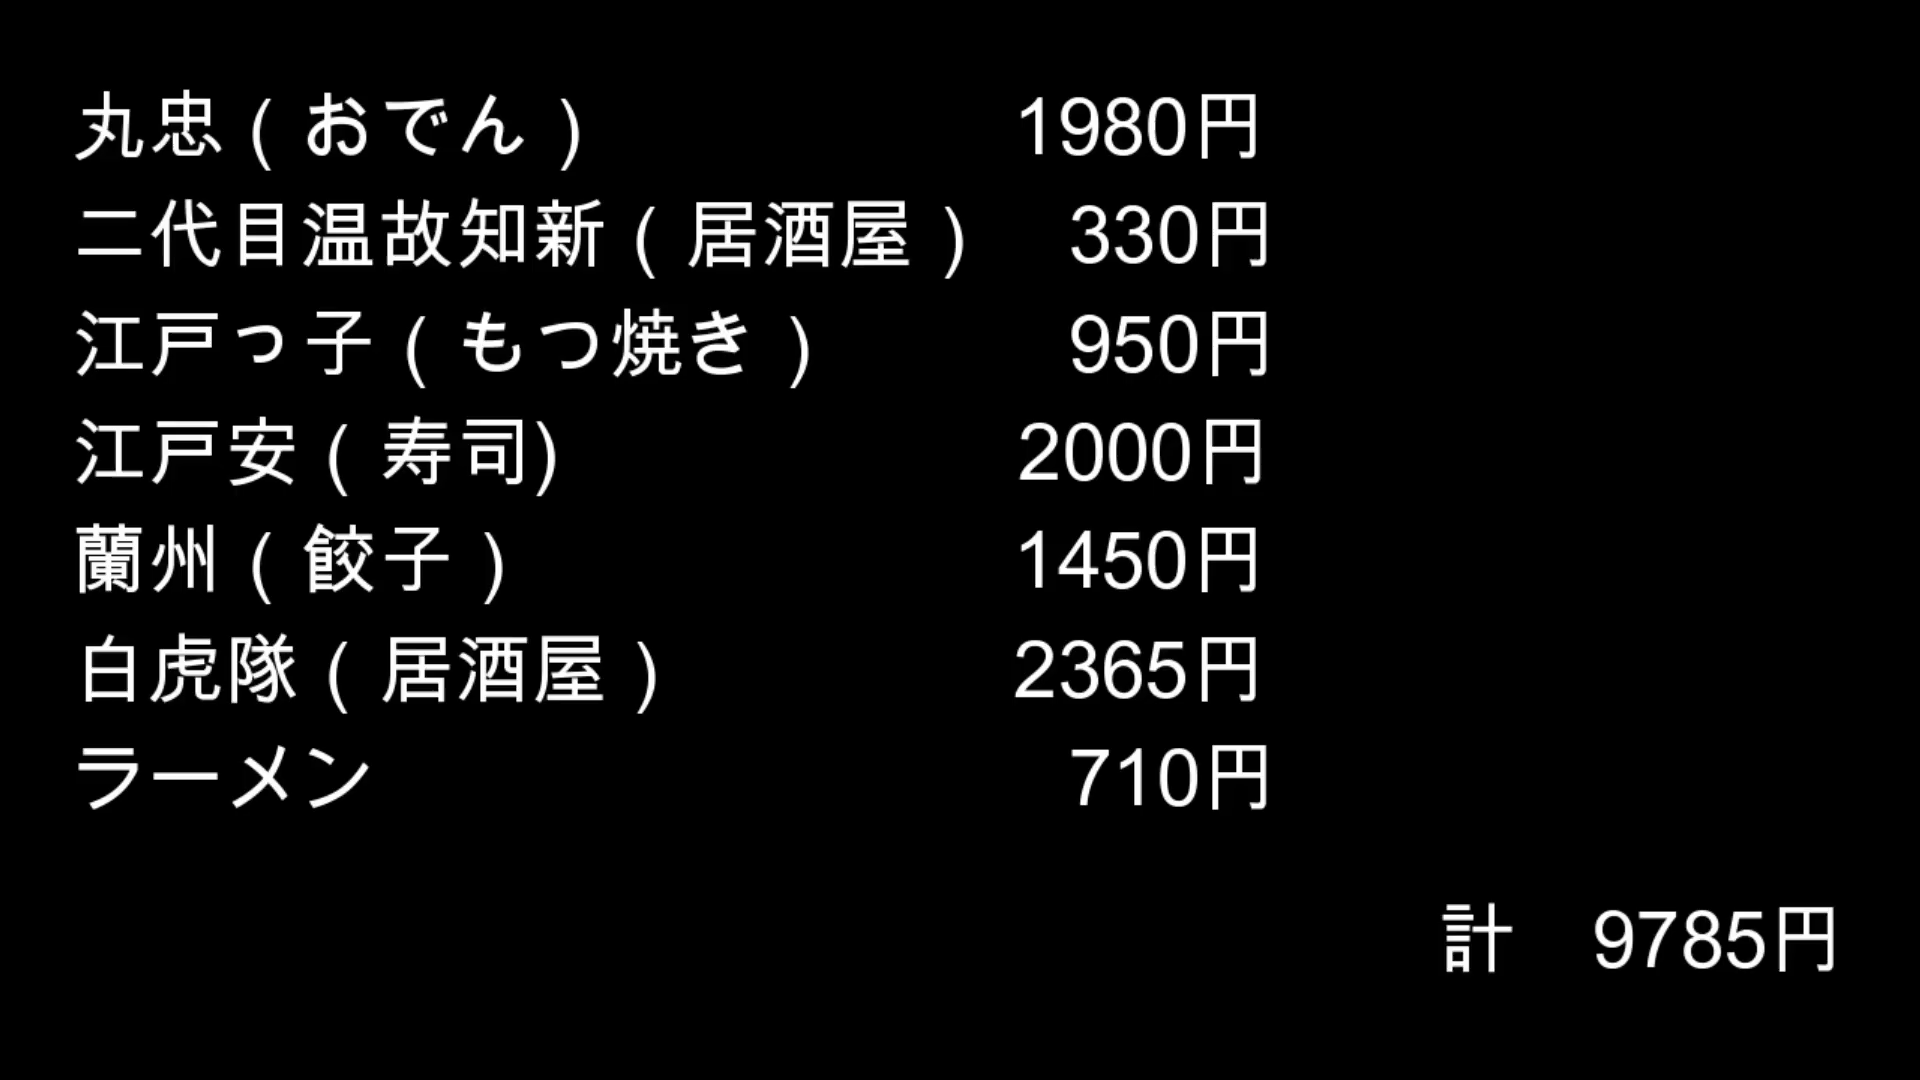 丸忠（おでん） 1980円
二代目温故知新（居酒屋） 330円
江戸っ子（もつ焼き） 950円
江戸安（寿司) 2000円
蘭州（餃子） 1450円
白虎隊（居酒屋） 2365円
ラーメン 710円
計 9785円